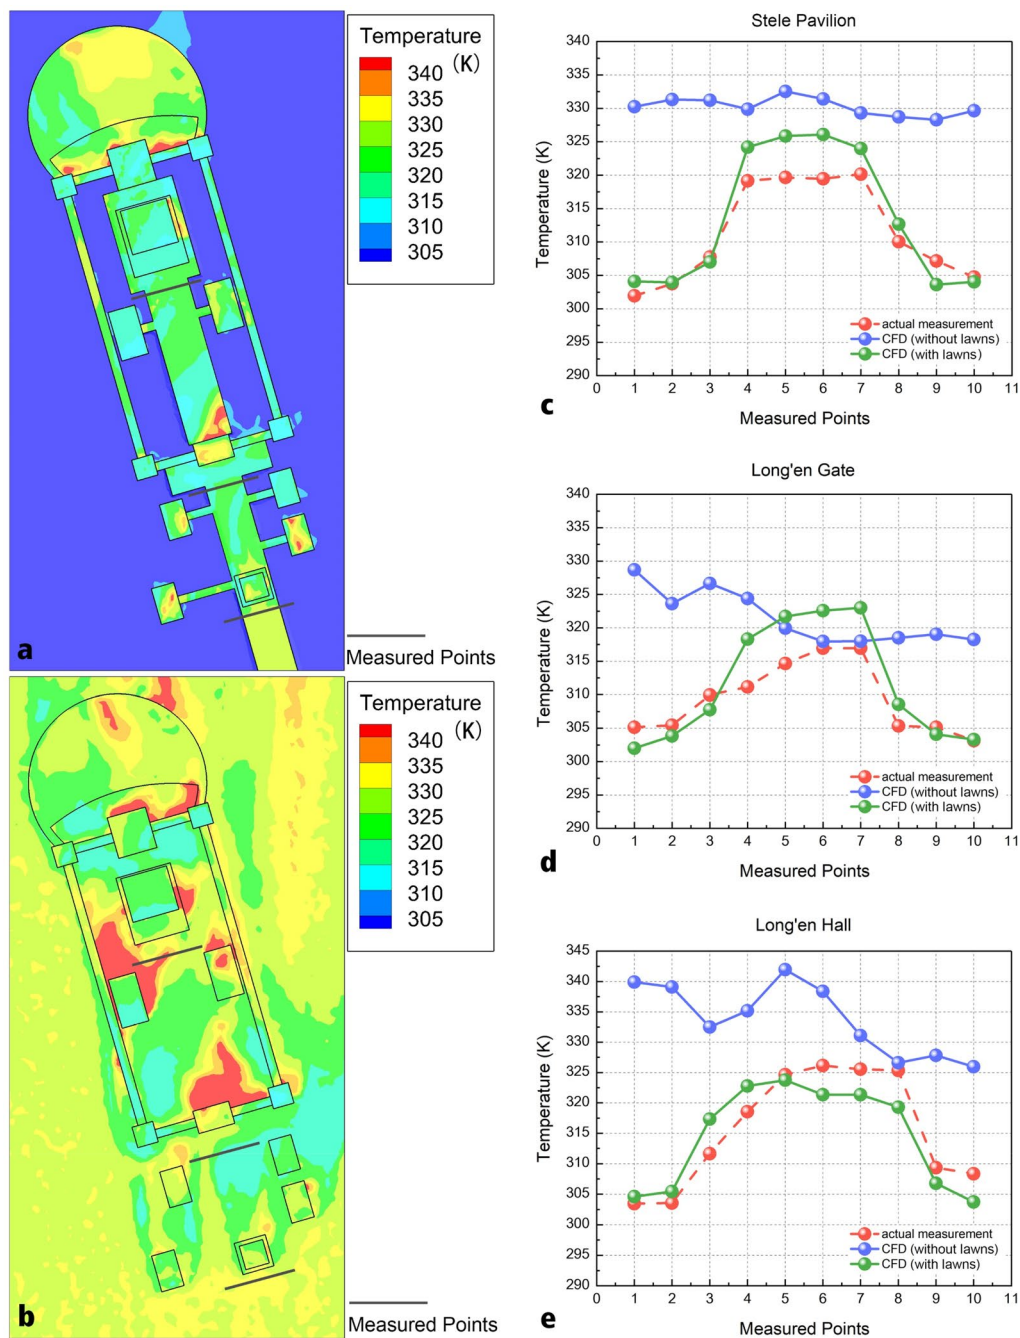 Temperature
(K)
340
335
330
325
320
315
310
305
a
Measured Points
Temperature
(K)
340
335
330
325
320
315
310
305
b
Measured Points
Stele Pavilion
340
335
330
325
320
315
310
305
300
295
290
Temperature (K)
actual measurement
CFD (without lawns)
CFD (with lawns)
0 1 2 3 4 5 6 7 8 9 10 11
Measured Points
c
Long'en Gate
340
335
330
325
320
315
310
305
300
295
290
Temperature (K)
actual measurement
CFD (without lawns)
CFD (with lawns)
0 1 2 3 4 5 6 7 8 9 10 11
Measured Points
d
Long'en Hall
345
340
335
330
325
320
315
310
305
300
295
290
Temperature (K)
actual measurement
CFD (without lawns)
CFD (with lawns)
0 1 2 3 4 5 6 7 8 9 10 11
Measured Points
e